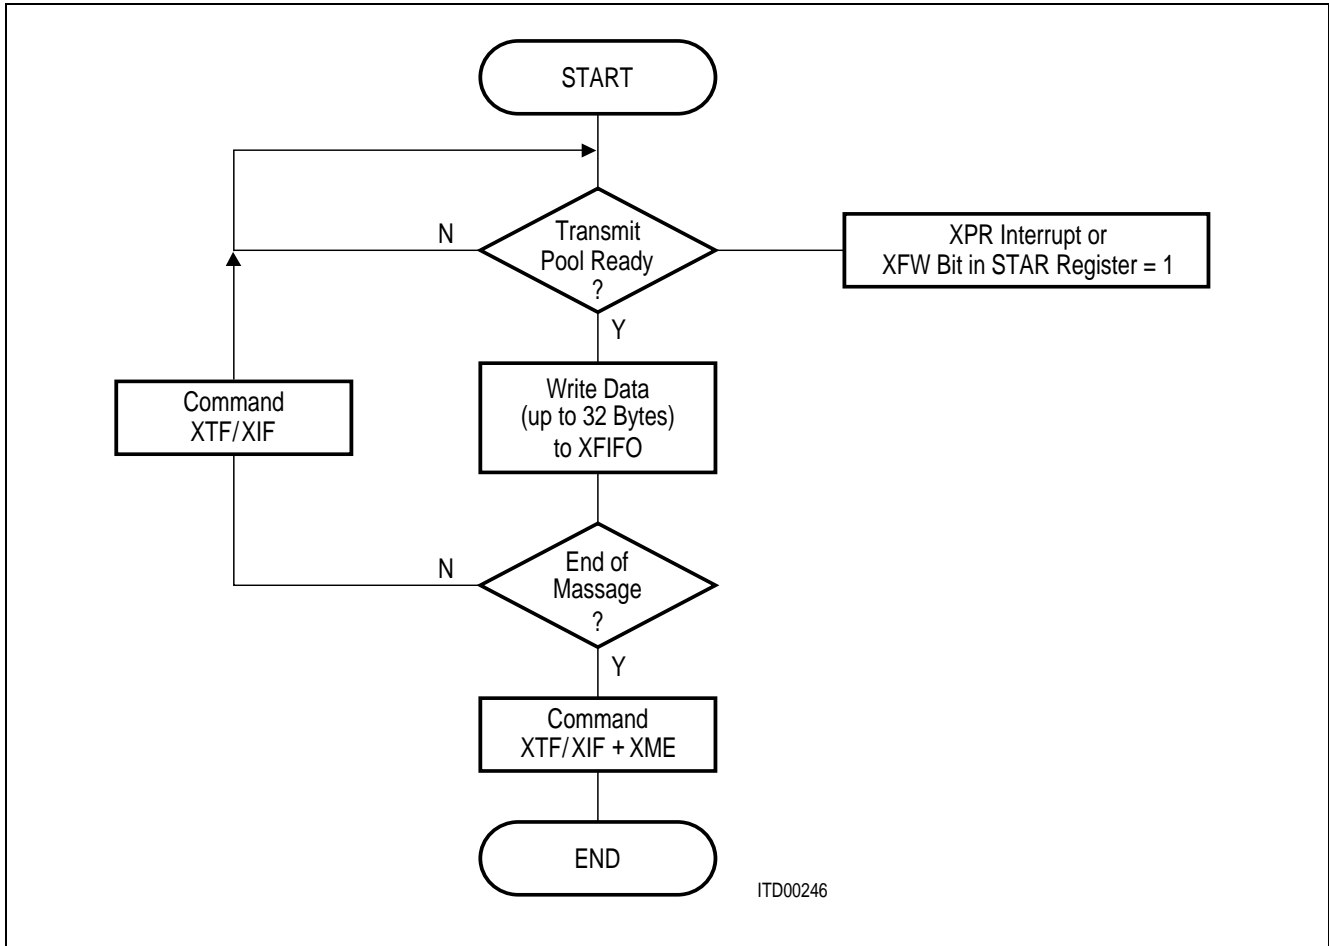 START
N
Transmit
Pool Ready
?
XPR Interrupt or
XFW Bit in STAR Register = 1
Y
Command
XTF/XIF
Write Data
(up to 32 Bytes)
to XFIFO
N
End of
Massage
?
Y
Command
XTF/XIF + XME
END
ITD00246